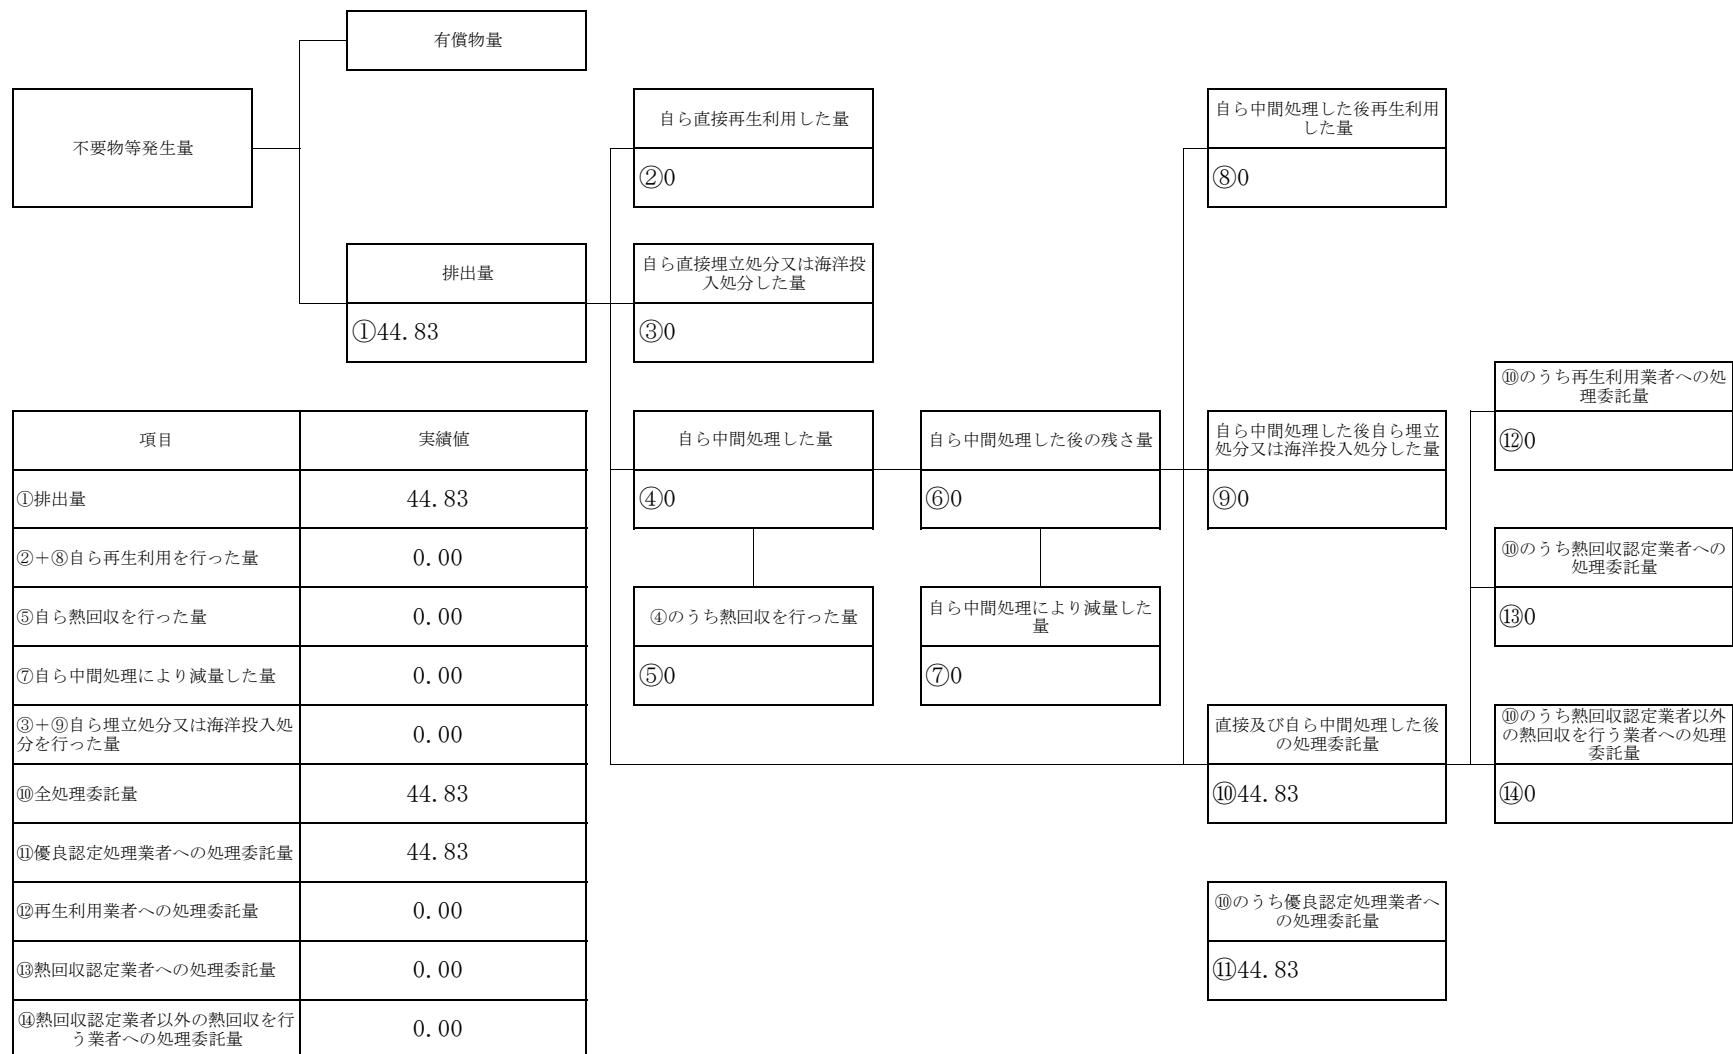 有償物量
不要物等発生量
自ら直接再生利用した量
②0
自ら中間処理した後再生利用
した量
⑧0
排出量
①44.83
自ら直接埋立処分又は海洋投
入処分した量
③0
自ら中間処理した量
④0
自ら中間処理した後の残さ量
⑥0
自ら中間処理した後自ら埋立
処分又は海洋投入処分した量
⑨0
⑩のうち再生利用業者への処
理委託量
⑫0
④のうち熱回収を行った量
⑤0
自ら中間処理により減量した
量
⑦0
⑩のうち熱回収認定業者への
処理委託量
⑬0
直接及び自ら中間処理した後
の処理委託量
⑩44.83
⑩のうち熱回収認定業者以外
の熱回収を行う業者への処理
委託量
⑭0
⑩のうち優良認定処理業者へ
の処理委託量
⑪44.83
項目 実績値
①排出量 44.83
②+⑧自ら再生利用を行った量 0.00
⑤自ら熱回収を行った量 0.00
⑦自ら中間処理により減量した量 0.00
③+⑨自ら埋立処分又は海洋投入処
分を行った量 0.00
⑩全処理委託量 44.83
⑪優良認定処理業者への処理委託量 44.83
⑫再生利用業者への処理委託量 0.00
⑬熱回収認定業者への処理委託量 0.00
⑭熱回収認定業者以外の熱回収を行
う業者への処理委託量 0.00